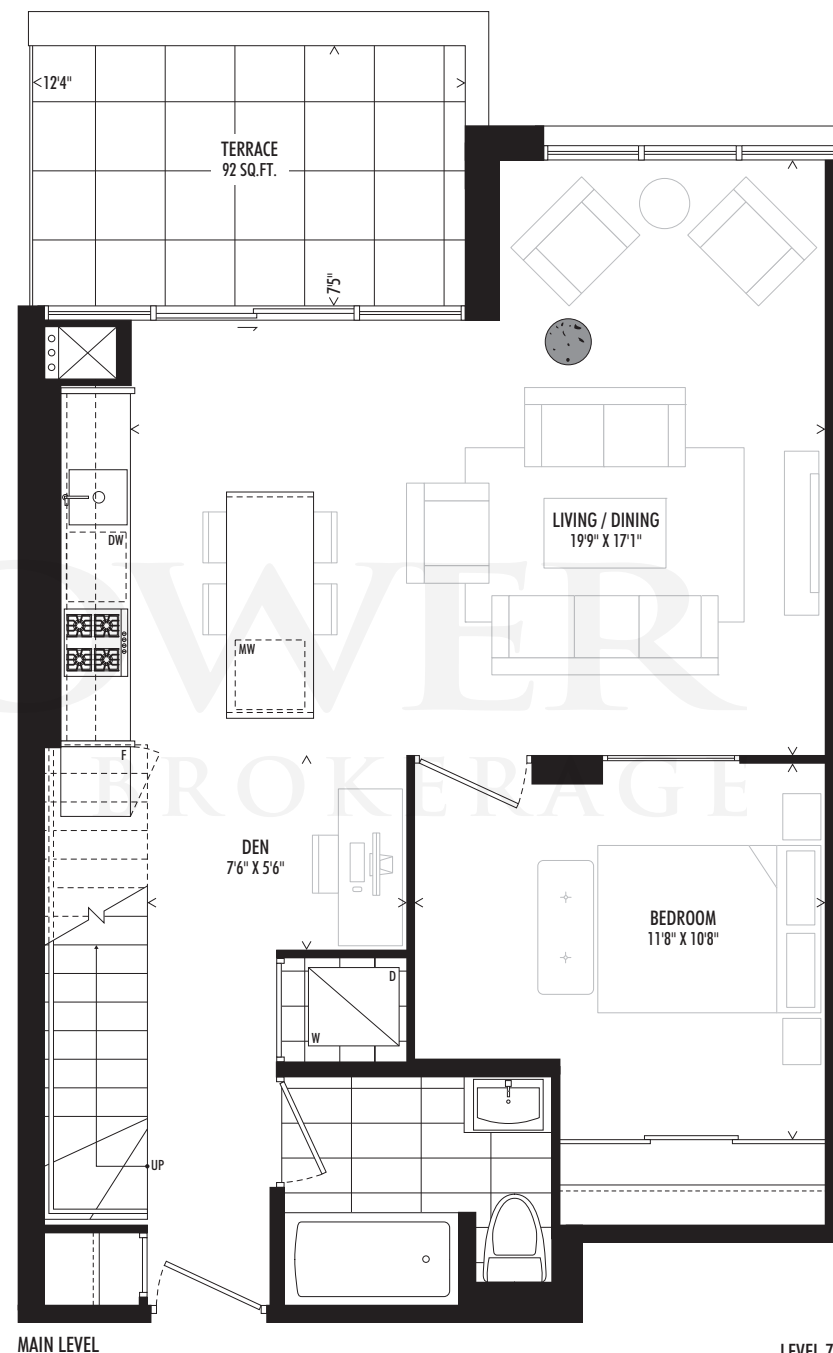 12'4"
TERRACE
92 SQ.FT.
7'5"
DW
LIVING / DINING
19'9" X 17'1"
MW
OWER
BROKERAGE
F
DEN
7'6" X 5'6"
BEDROOM
11'8" X 10'8"
D
W
UP
MAIN LEVEL
LEVEL 7